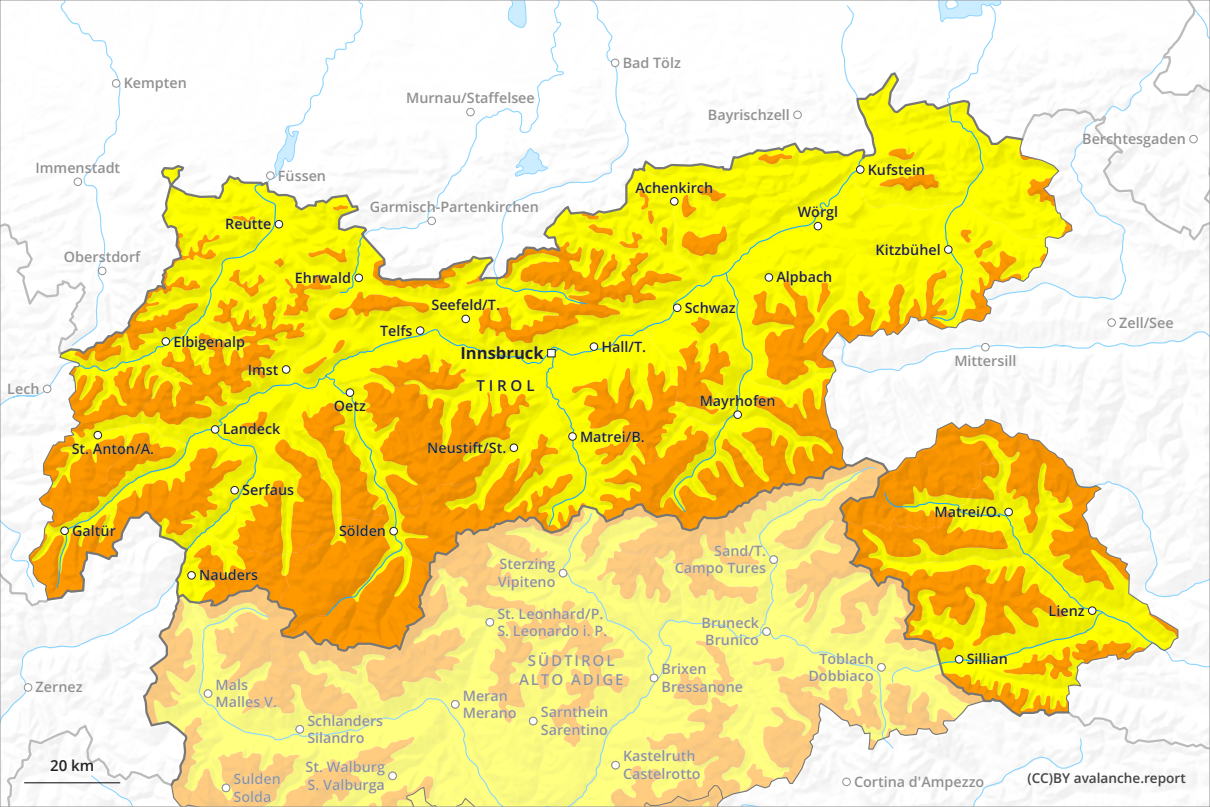 Bad Tölz
Kempten
Murnau/Staffelsee
Bayrischzell
Berchtesgaden
Immenstadt
Füssen
Kufstein
Achenkirch
Garmisch-Partenkirchen
Wörgl
Reutte
Kitzbühel
Oberstdorf
Ehrwald
Alpbach
Seefeld/T.
Schwaz
Zell/See
Telfs
Elbigenalp
Innsbruck
Hall/T.
Mittersill
Imst
TIROL
Lech
Oetz
Mayrhofen
Landeck
Matrei/B.
St. Anton/A.
Neustift/St.
Serfaus
Matrei/O.
Galtür
Sölden
Sand/T.
Campo Tures
Sterzing
Vipiteno
Nauders
Lienz
St. Leonhard/P.
S. Leonardo i. P.
Bruneck
Brunico
SÜDTIROL
ALTO ADIGE
Sillian
Toblach
Dobbiaco
Brixen
Bressanone
Zernez
Mals
Malles V.
Meran
Merano
Sarnthein
Sarentino
Schlanders
Silandro
Kastelruth
Castelrotto
St. Walburg
S. Valburga
20 km
Sulden
Solda
Cortina d'Ampezzo
(CC)BY avalanche.report